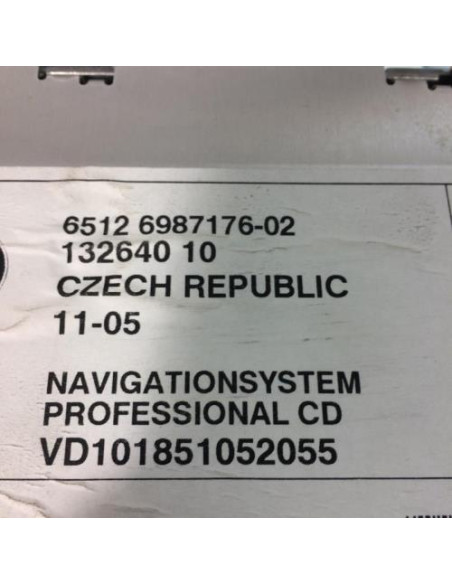 6512 6987176-02
132640 10
CZECH REPUBLIC
11-05
NAVIGATIONSYSTEM
PROFESSIONAL CD
VD101851052055